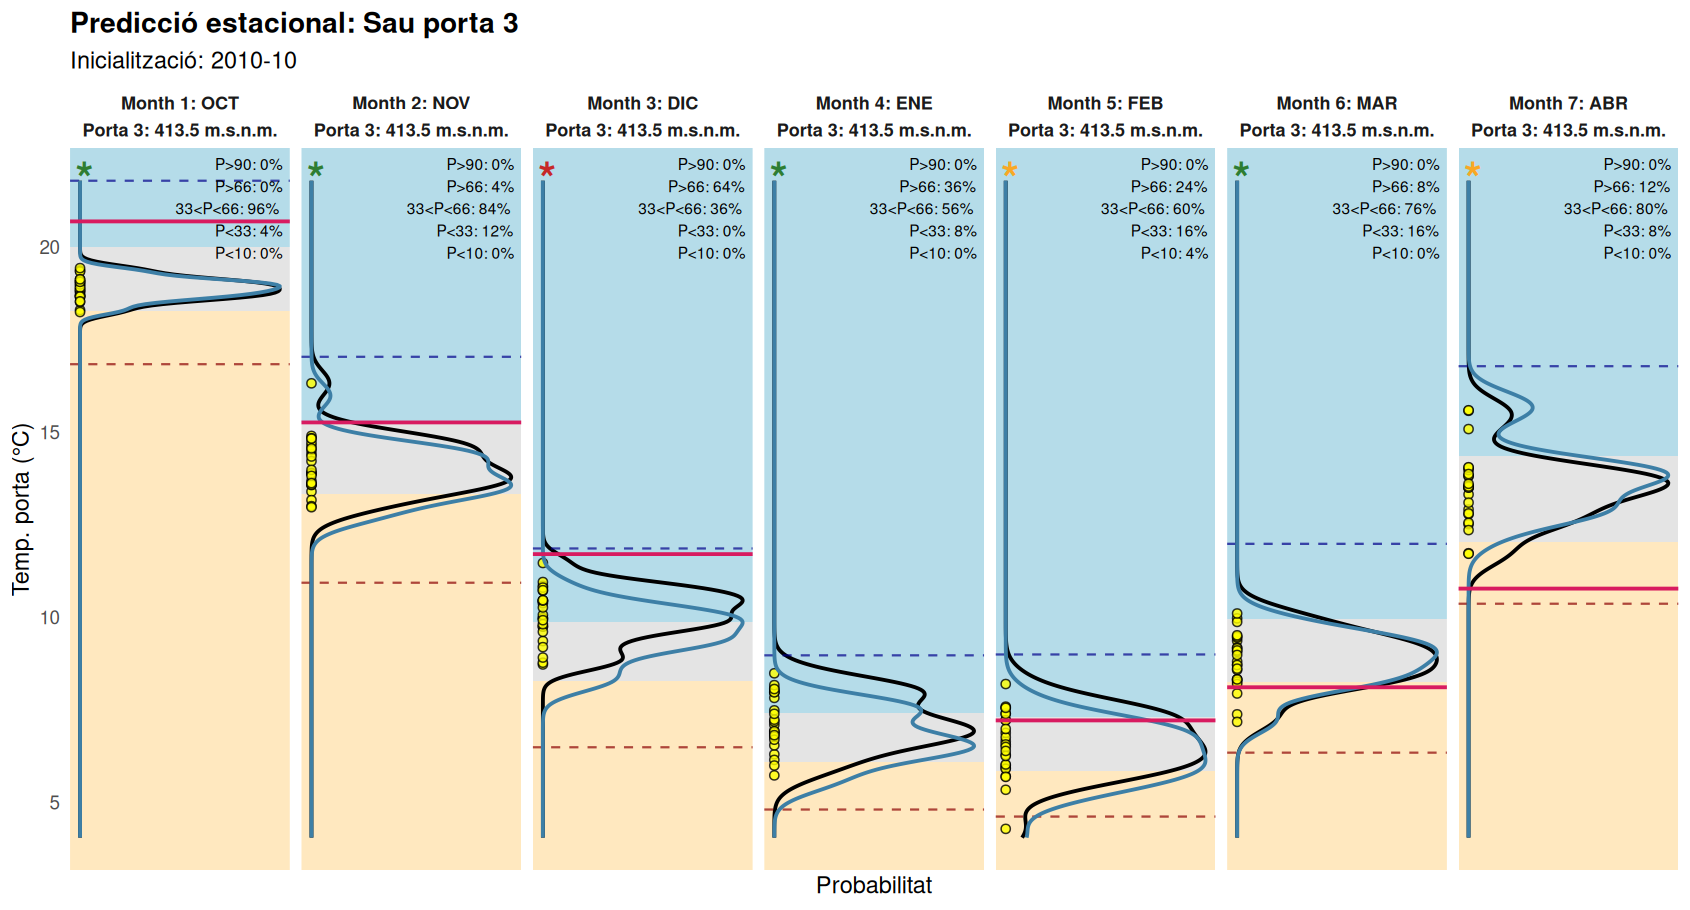 Predicció estacional: Sau porta 3
Inicialització: 2010-10
Month 1: OCT
Porta 3: 413.5 m.s.n.m.
Month 2: NOV
Porta 3: 413.5 m.s.n.m.
Month 3: DIC
Porta 3: 413.5 m.s.n.m.
Month 4: ENE
Porta 3: 413.5 m.s.n.m.
Month 5: FEB
Porta 3: 413.5 m.s.n.m.
Month 6: MAR
Porta 3: 413.5 m.s.n.m.
Month 7: ABR
Porta 3: 413.5 m.s.n.m.
*
P>90: 0%
P>66: 0%
33<P<66: 96%
P<33: 4%
P<10: 0%
*
P>90: 0%
P>66: 4%
33<P<66: 84%
P<33: 12%
P<10: 0%
*
P>90: 0%
P>66: 64%
33<P<66: 36%
P<33: 0%
P<10: 0%
*
P>90: 0%
P>66: 36%
33<P<66: 56%
P<33: 8%
P<10: 0%
*
P>90: 0%
P>66: 24%
33<P<66: 60%
P<33: 16%
P<10: 4%
*
P>90: 0%
P>66: 8%
33<P<66: 76%
P<33: 16%
P<10: 0%
*
P>90: 0%
P>66: 12%
33<P<66: 80%
P<33: 8%
P<10: 0%
20
15
10
5
Temp. porta (°C)
Probabilitat